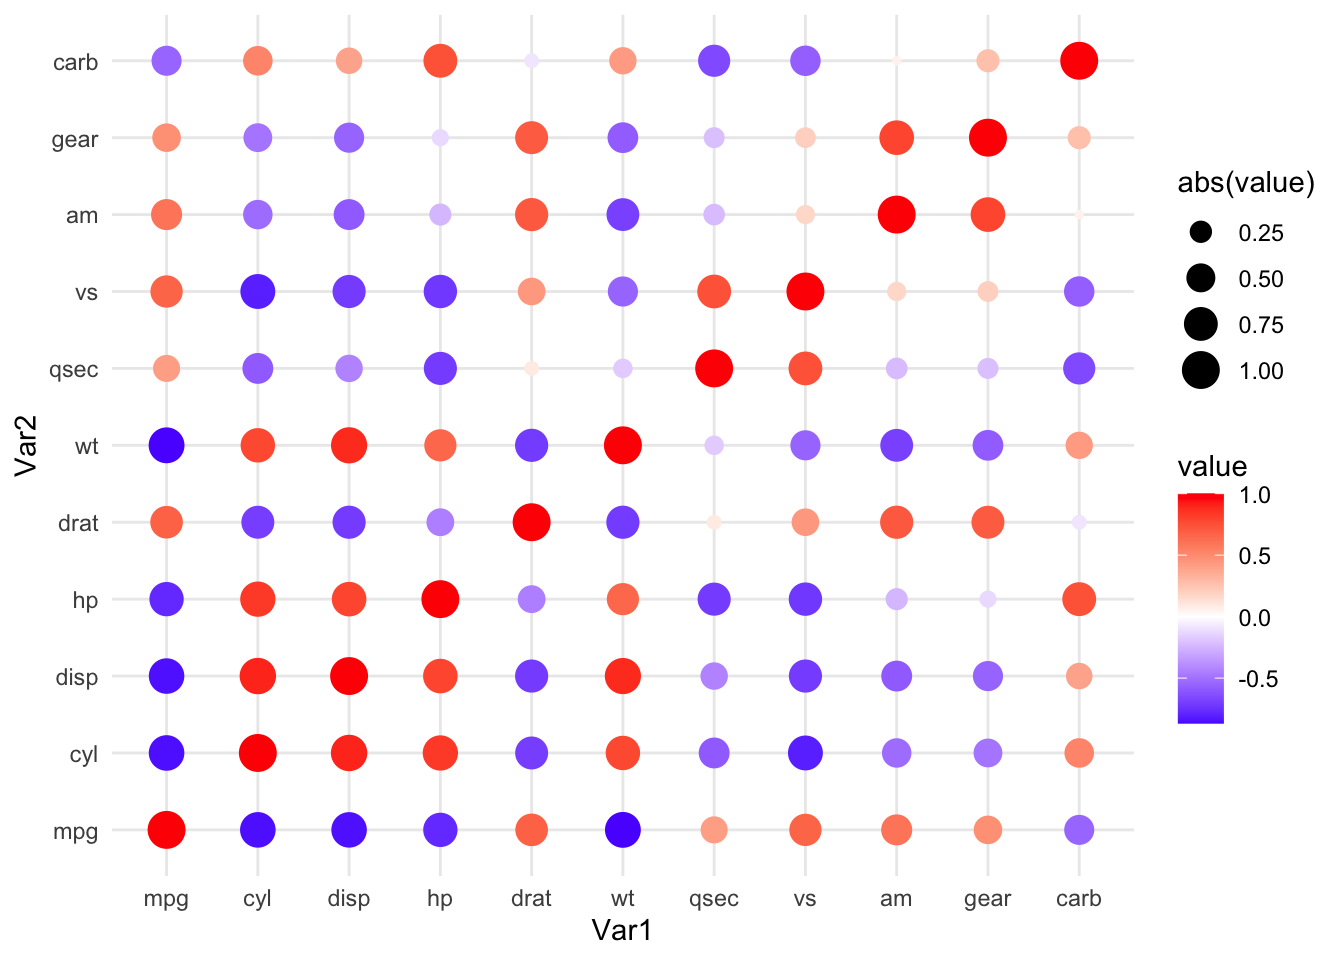 carb
gear
am
vs
qsec
wt
drat
hp
disp
cyl
mpg
Var2
mpg cyl disp hp drat wt qsec vs am gear carb
Var1
abs(value)
0.25
0.50
0.75
1.00
value
1.0
0.5
0.0
-0.5